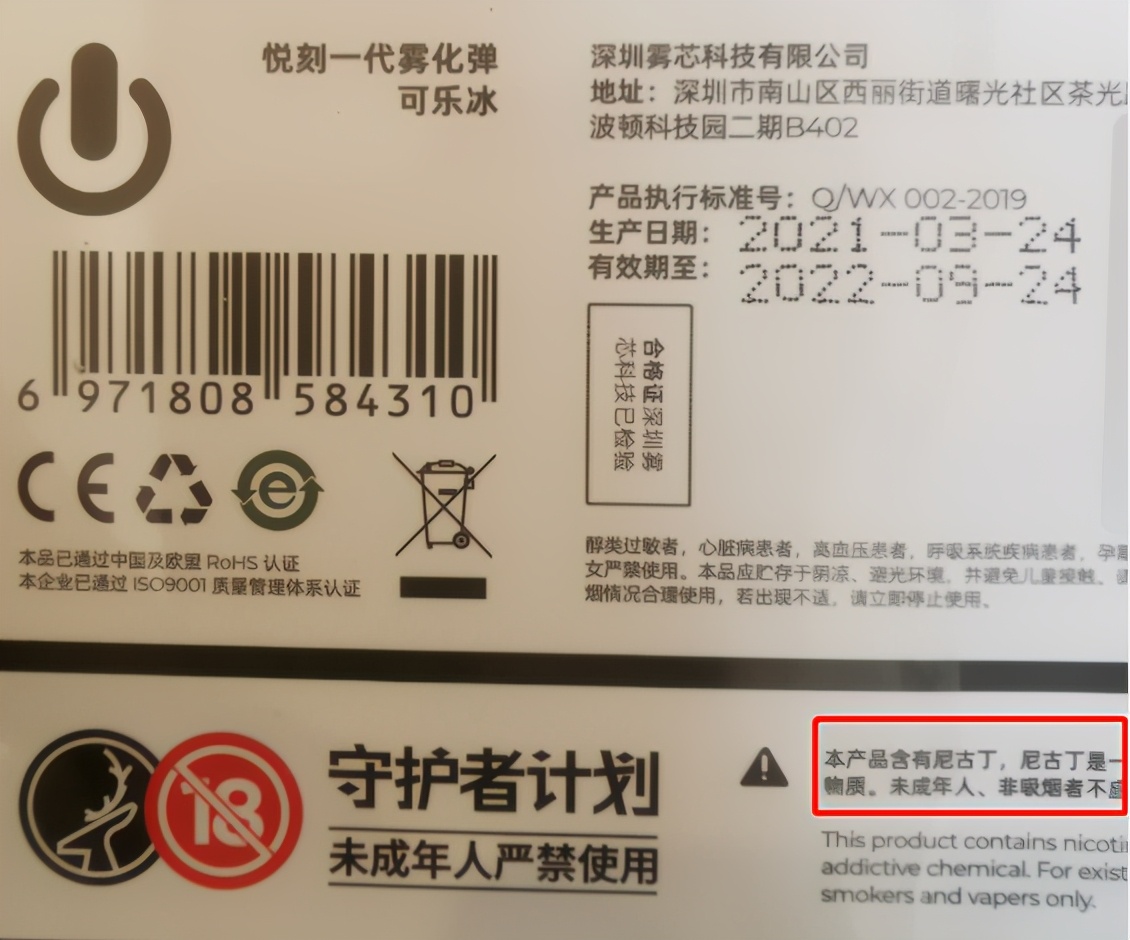 悦刻一代雾化弹
可乐冰
6 971808 584310
CE
e
本品已通过中国及欧盟 RoHS 认证
本企业已通过 ISO9001 质量管理体系认证
深圳雾芯科技有限公司
地址：深圳市南山区西丽街道曙光社区茶光
波顿科技园二期B402
产品执行标准号：Q/WX 002-2019
生产日期：2021-03-24
有效期至：2022-09-24
合格证深圳雾
芯科技已检验
醇类过敏者，心脏病患者，高血压患者，呼吸系统疾病患者，孕
女严禁使用。本品应贮存于阴凉、避光环境，并避免儿童接触。
烟情况合理使用，若出现不适，请立即停止使用。
18
守护者计划
未成年人严禁使用
本产品含有尼古丁，尼古丁是一
物质。未成年人、非吸烟者不
This product contains
addictive chemical. For
smokers and vapers only.